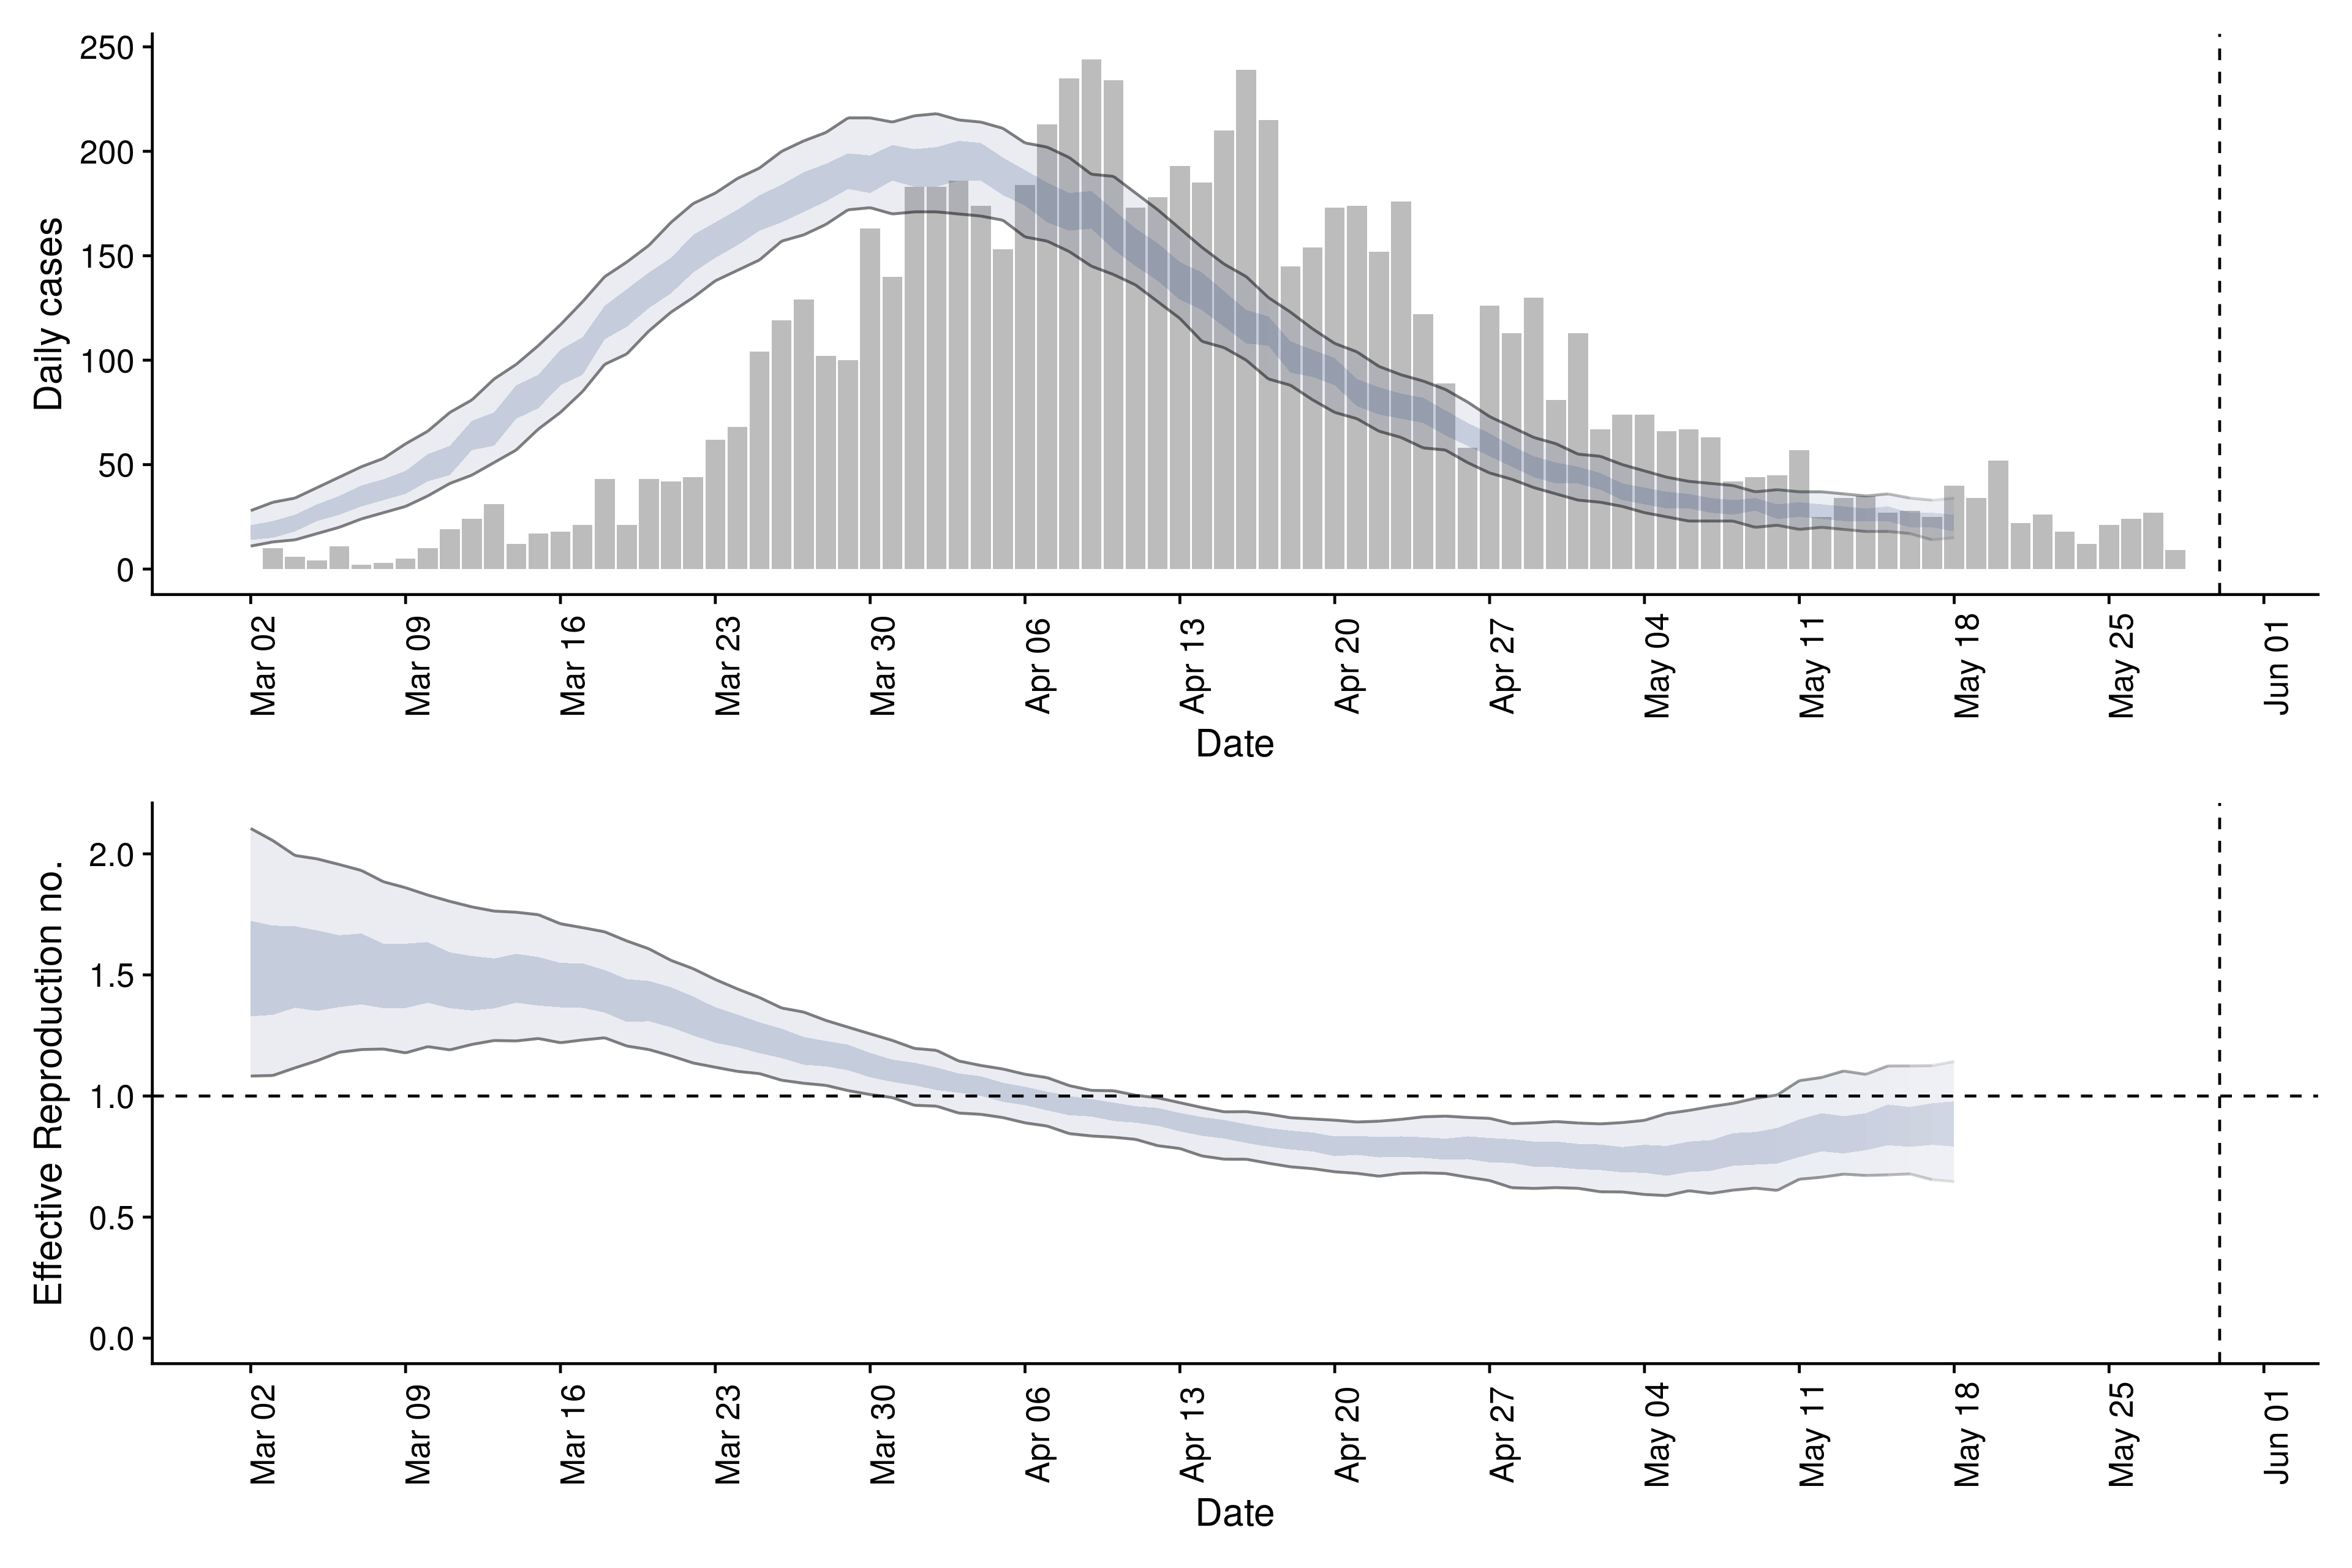 Daily cases
250
200
150
100
50
0
Mar 02
Mar 09
Mar 16
Mar 23
Mar 30
Apr 06
Apr 13
Apr 20
Apr 27
May 04
May 11
May 18
May 25
Jun 01
Date
Effective Reproduction no.
2.0
1.5
1.0
0.5
0.0
Mar 02
Mar 09
Mar 16
Mar 23
Mar 30
Apr 06
Apr 13
Apr 20
Apr 27
May 04
May 11
May 18
May 25
Jun 01
Date